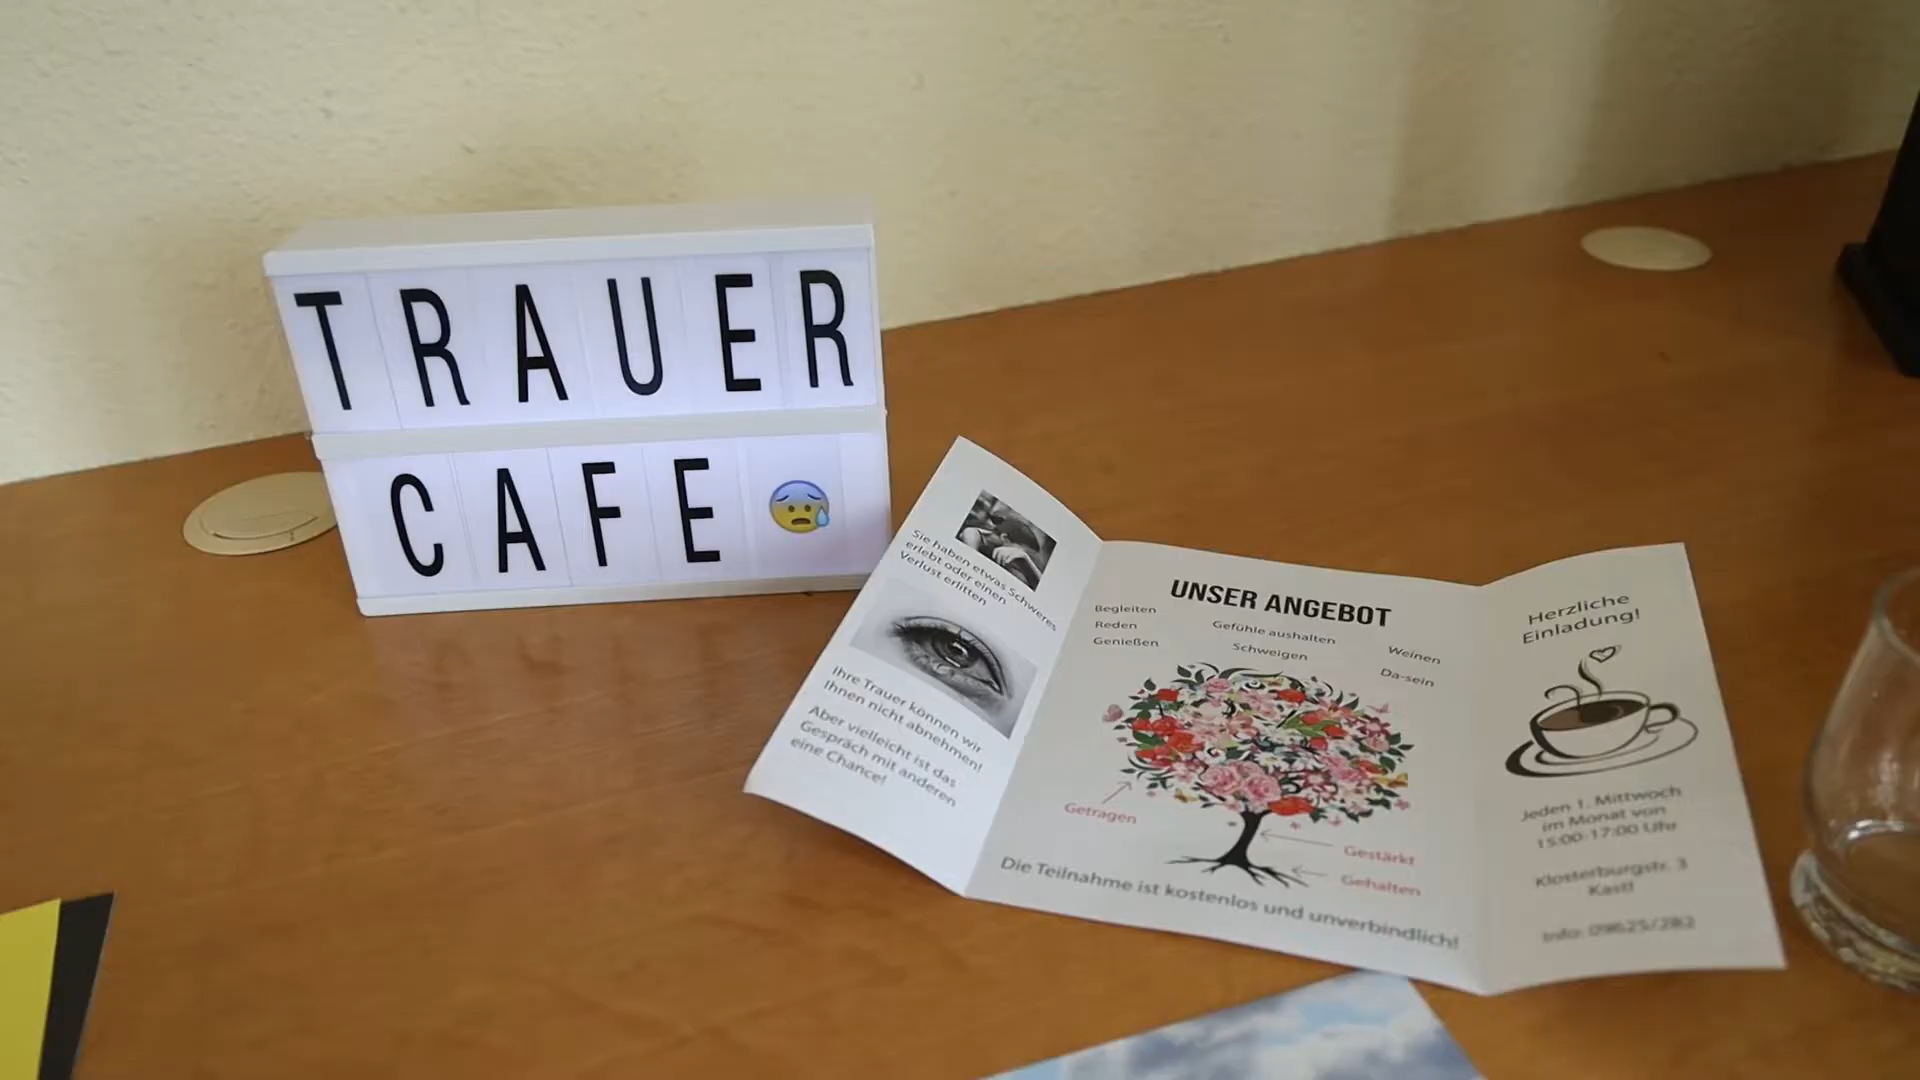 TRAUER
CAFE
Sie haben etwas Schweres
erlebt oder einen
Verlust erlitten
Ihre Trauer können wir
Ihnen nicht abnehmen!
Aber vielleicht ist das
Gespräch mit anderen
eine Chance!
UNSER ANGEBOT
Begleiten
Reden
Genießen
Gefühle aushalten
Schweigen
Weinen
Da-sein
Getragen
Gestärkt
Gehalten
Die Teilnahme ist kostenlos und unverbindlich!
Herzliche
Einladung!
Jeden 1. Mittwoch
im Monat von
15:00-17:00 Uhr
Klosterburgstr. 3
Kastl
Info: 09625/282